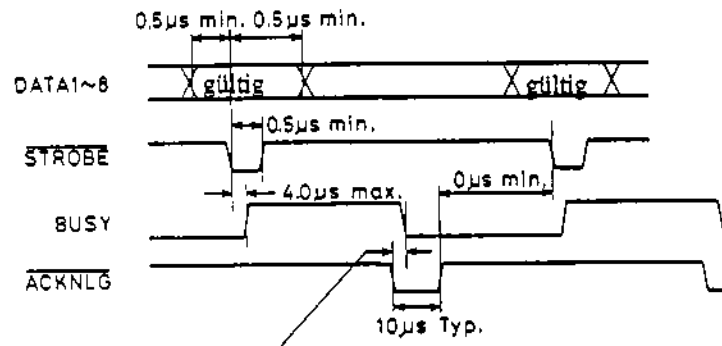 0,5µs min. 0.5µs min.
DATA1~8 gültig gültig
0.5µs min.
STROBE
4.0µs max. 0µs min.
BUSY
ACKNLG
10µs Typ.